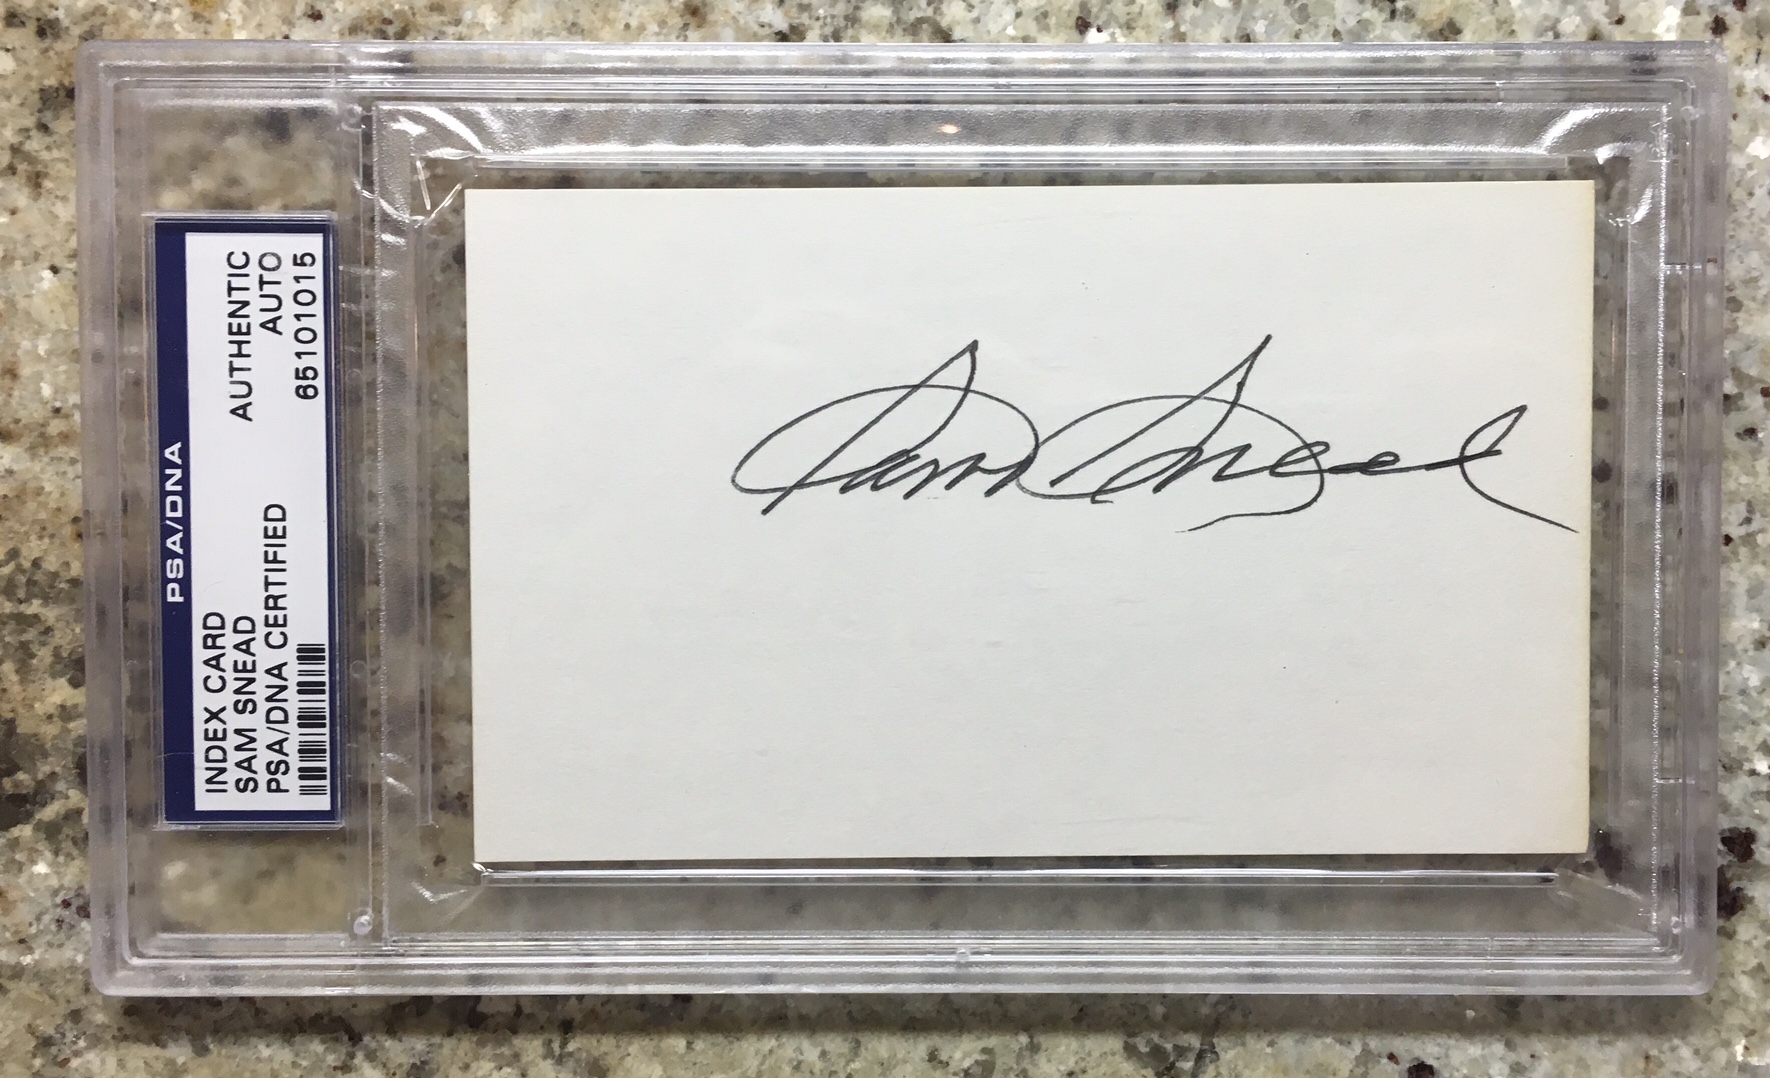 PSA/DNA
INDEX CARD
SAM SNEAD AUTHENTIC
PSA/DNA CERTIFIED AUTO
65101015
Sam Snead